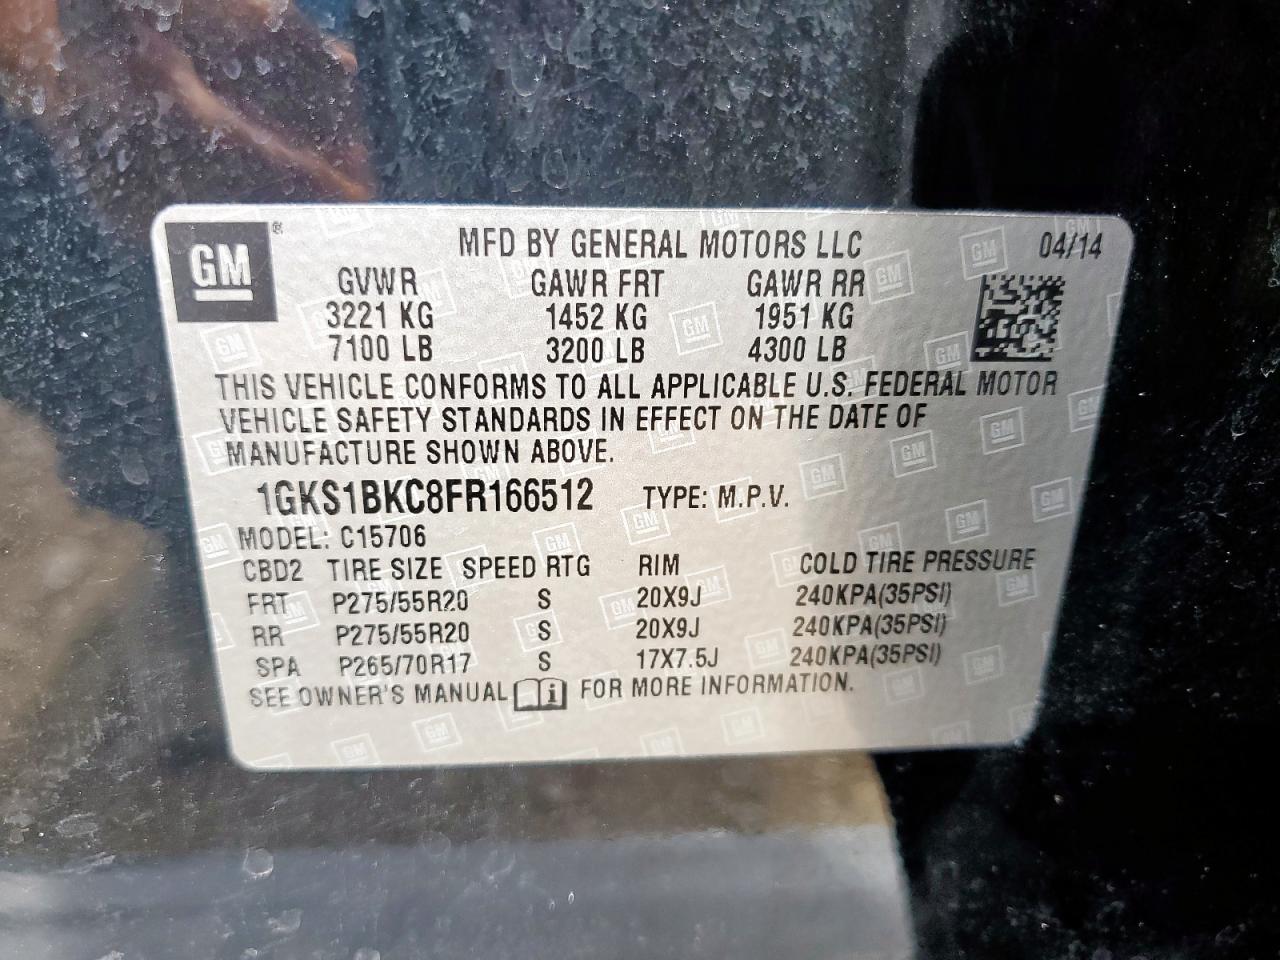 GM®
MFD BY GENERAL MOTORS LLC 04/14
GVWR GAWR FRT GAWR RR
3221 KG 1452 KG 1951 KG
7100 LB 3200 LB 4300 LB
THIS VEHICLE CONFORMS TO ALL APPLICABLE U.S. FEDERAL MOTOR
VEHICLE SAFETY STANDARDS IN EFFECT ON THE DATE OF
MANUFACTURE SHOWN ABOVE.
1GKS1BKC8FR166512 TYPE: M.P.V.
MODEL: C15706
CBD2 TIRE SIZE SPEED RTG RIM COLD TIRE PRESSURE
FRT P275/55R20 S 20X9J 240KPA(35PSI)
RR P275/55R20 S 20X9J 240KPA(35PSI)
SPA P265/70R17 S 17X7.5J 240KPA(35PSI)
SEE OWNER'S MANUAL i FOR MORE INFORMATION.